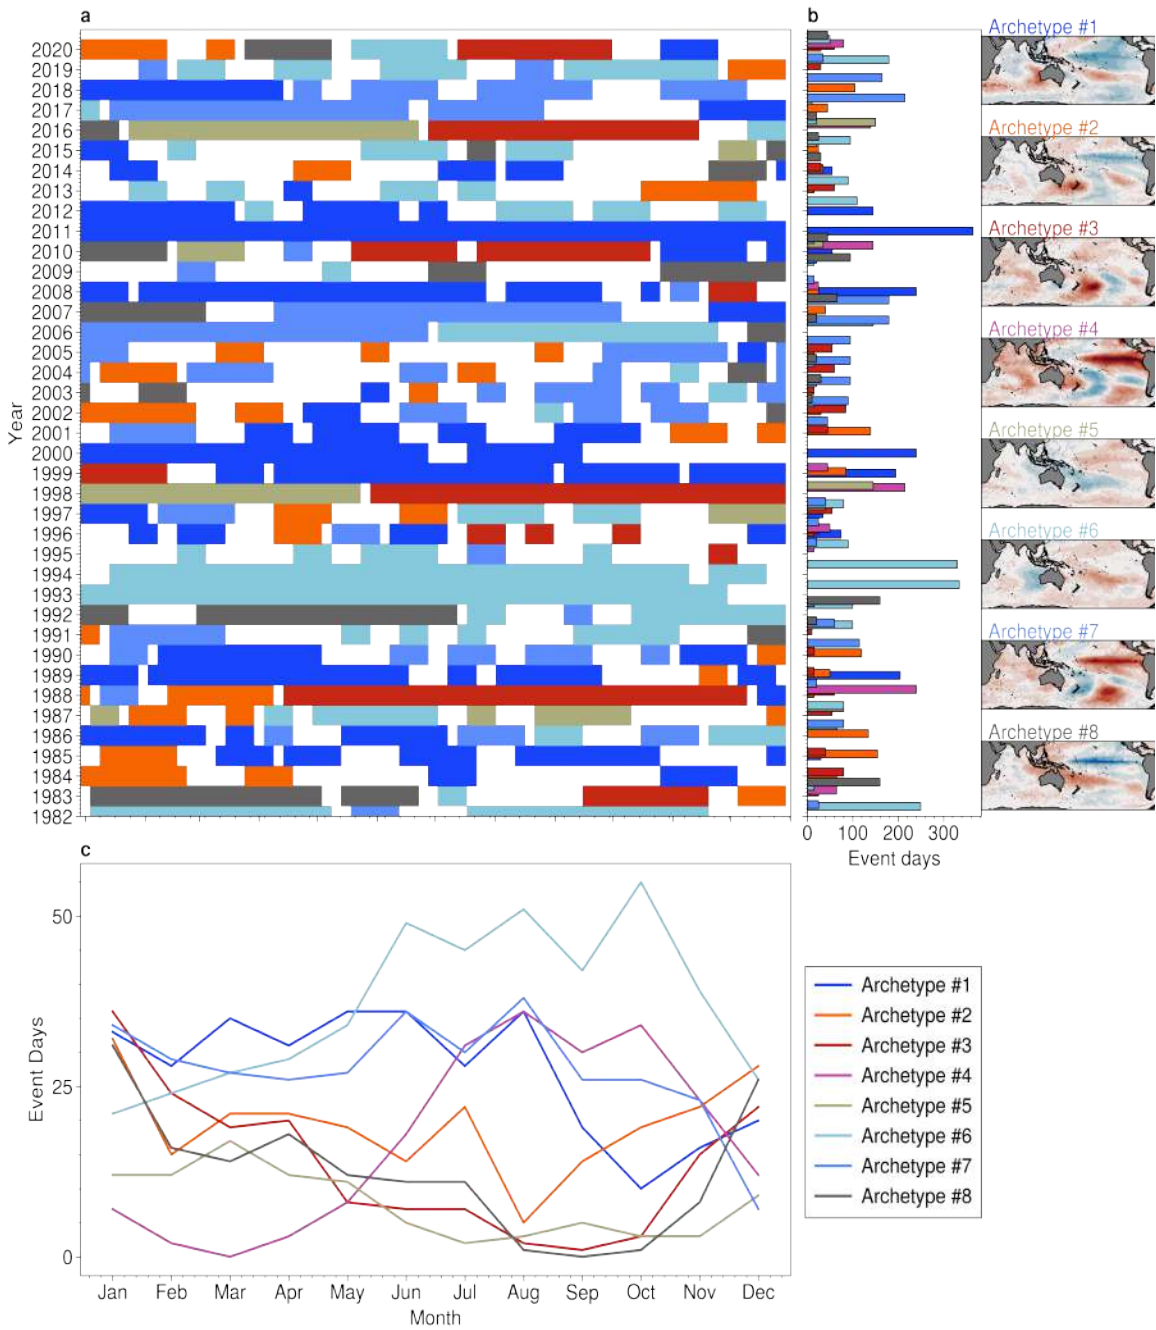 a
b
Archetype #1
Archetype #2
Archetype #3
Archetype #4
Archetype #5
Archetype #6
Archetype #7
Archetype #8
Year
2020
2019
2018
2017
2016
2015
2014
2013
2012
2011
2010
2009
2008
2007
2006
2005
2004
2003
2002
2001
2000
1999
1998
1997
1996
1995
1994
1993
1992
1991
1990
1989
1988
1987
1986
1985
1984
1983
1982
0 100 200 300
Event days
c
Event Days
50
25
0
Jan Feb Mar Apr May Jun Jul Aug Sep Oct Nov Dec
Month
Archetype #1
Archetype #2
Archetype #3
Archetype #4
Archetype #5
Archetype #6
Archetype #7
Archetype #8